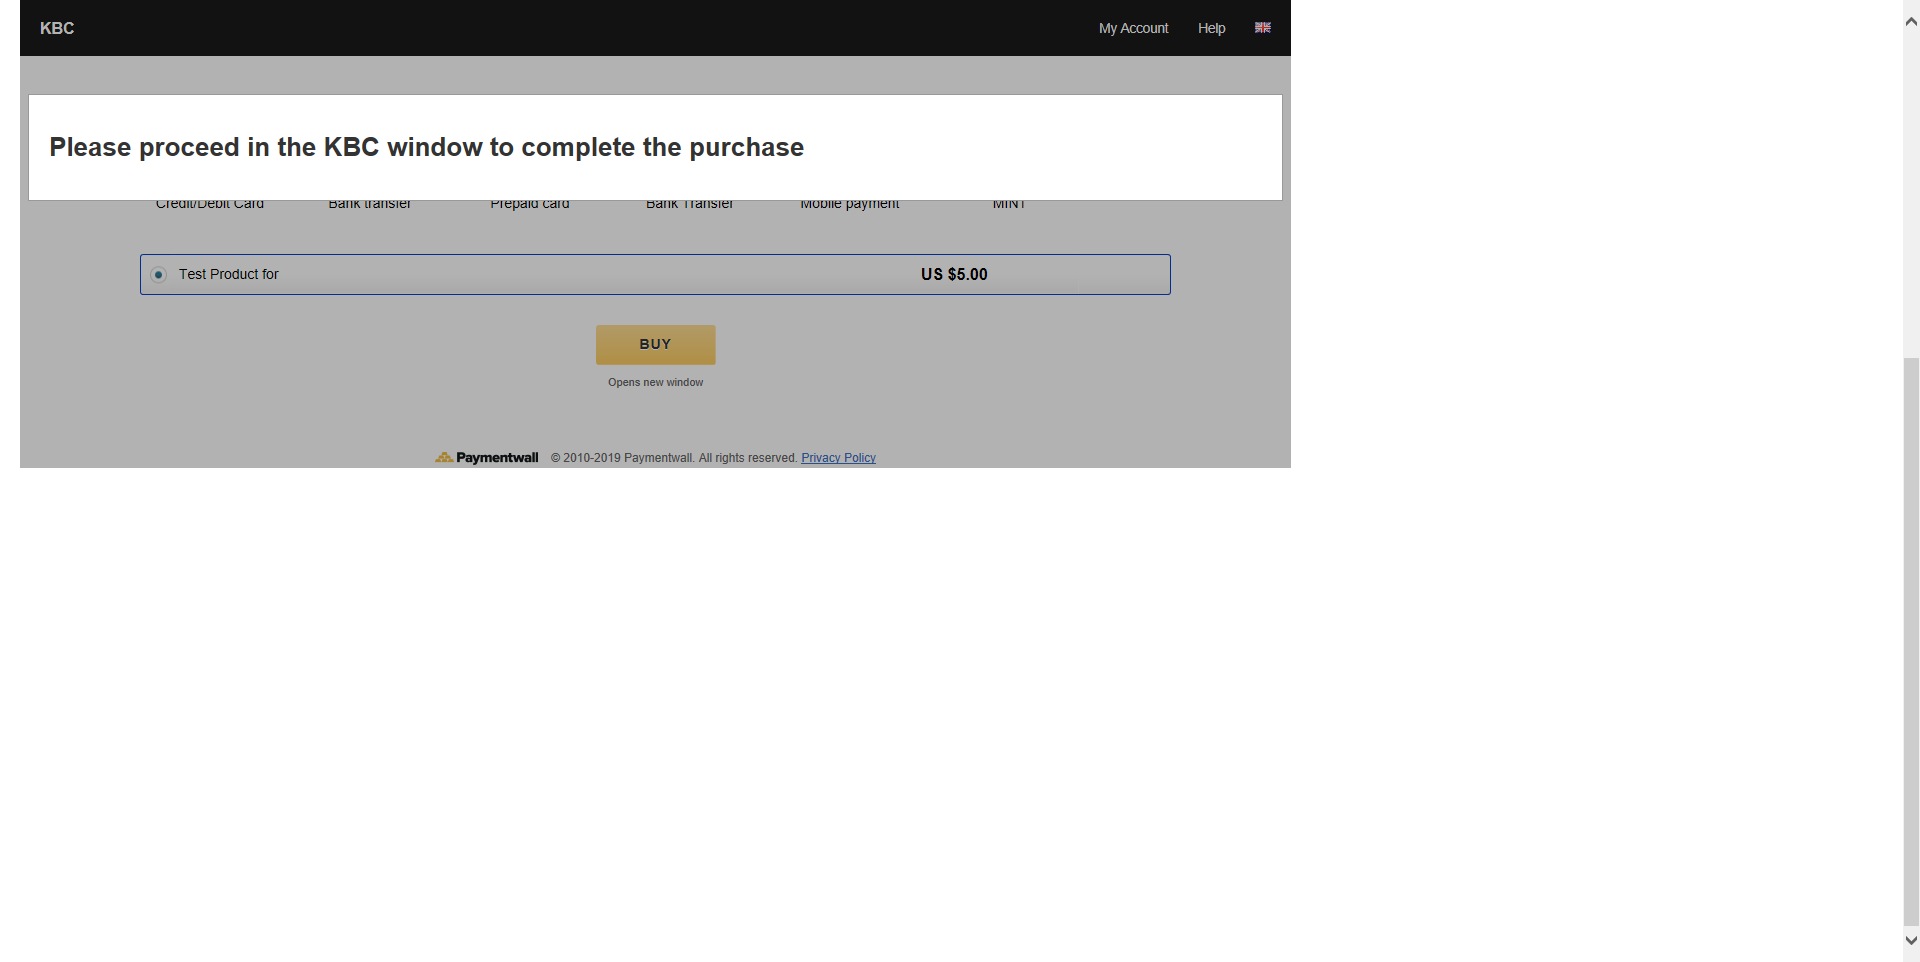 KBC
My Account
Help
Please proceed in the KBC window to complete the purchase
Credit/Debit Card
Bank transfer
Prepaid card
Bank Transfer
Mobile payment
MINT
Test Product for
US $5.00
BUY
Opens new window
Paymentwall © 2010-2019 Paymentwall. All rights reserved. Privacy Policy